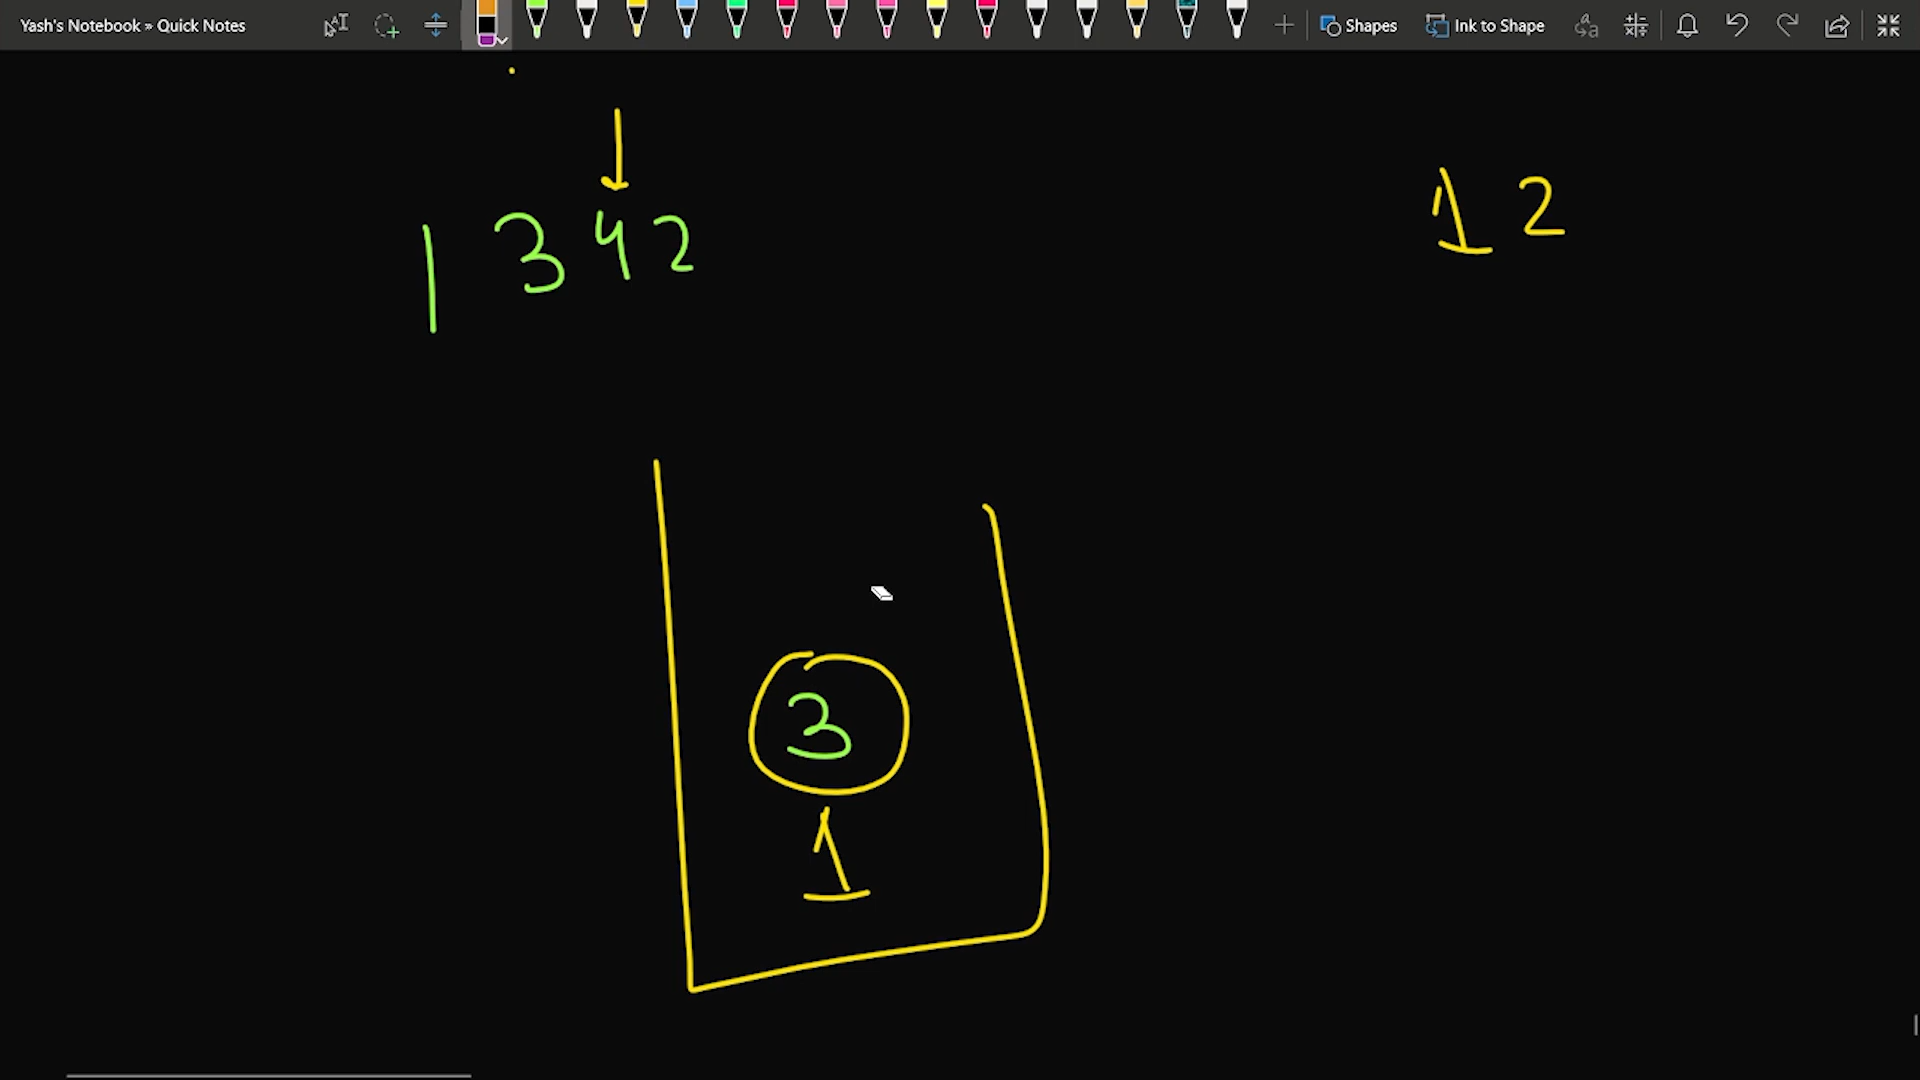 Yash's Notebook » Quick Notes
Shapes
Ink to Shape
1 3 4 2
1 2
3
1